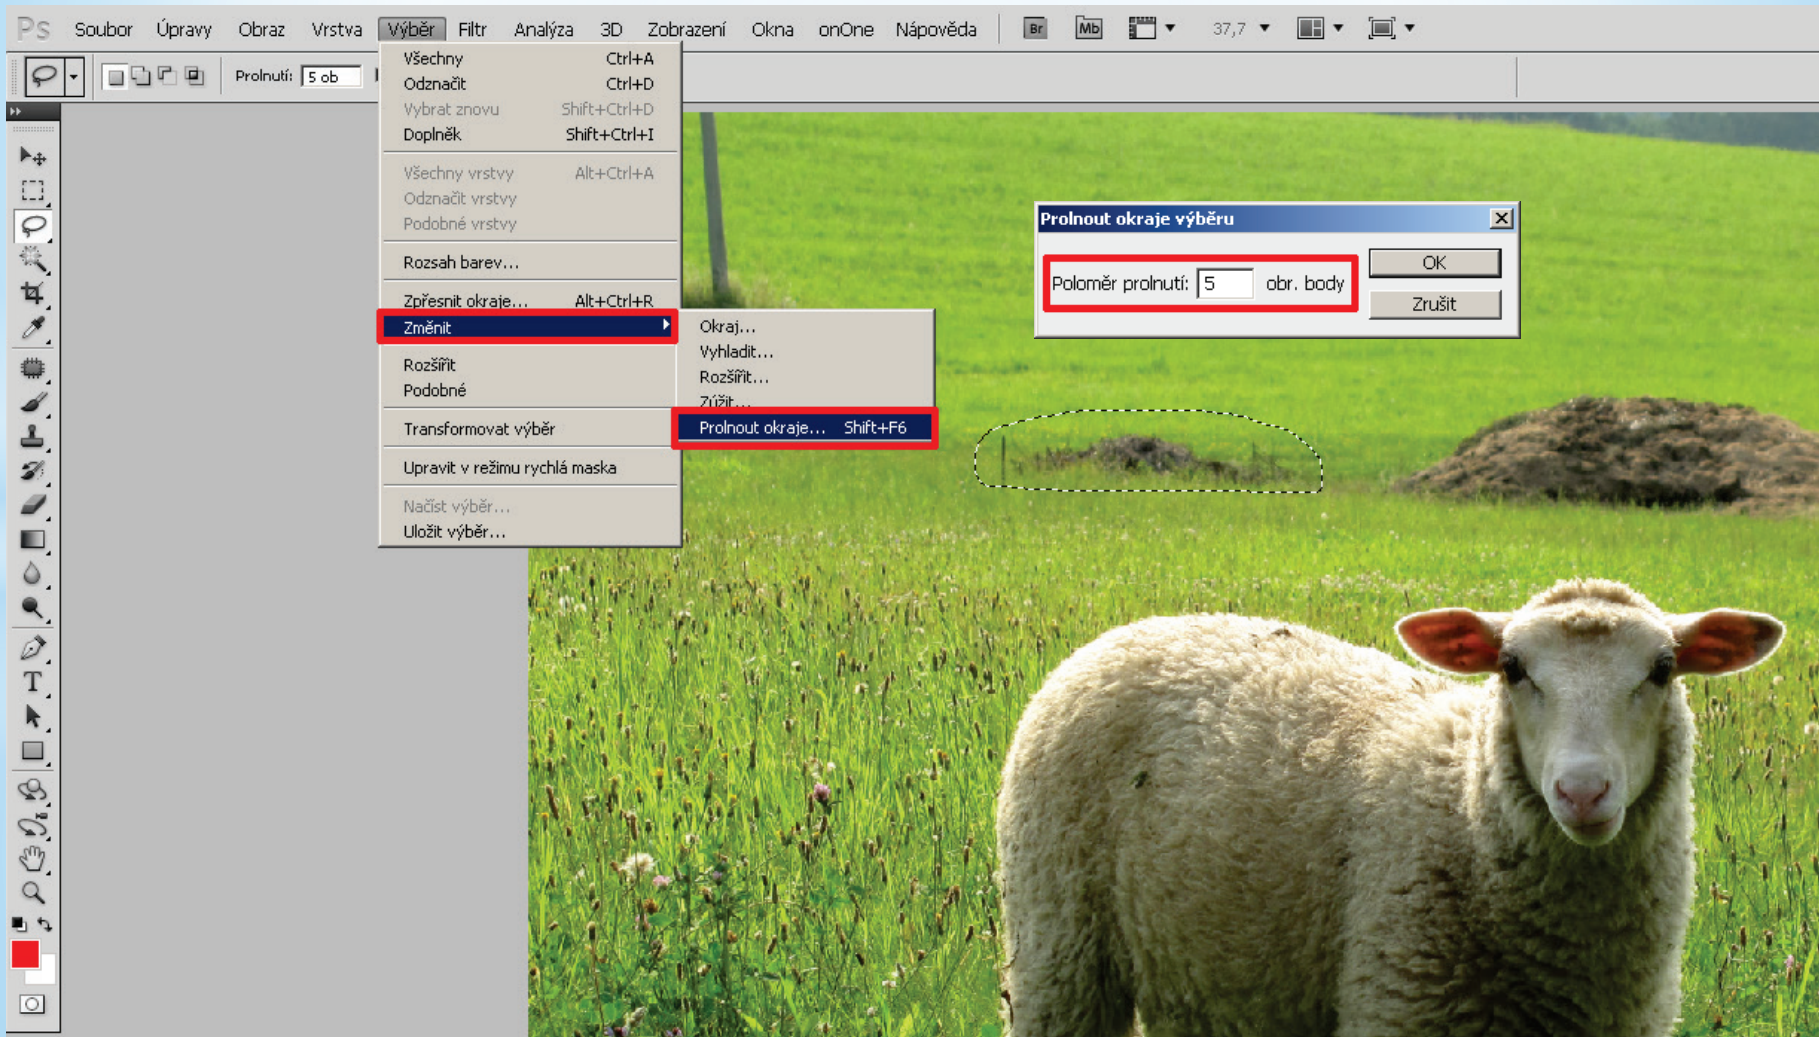 Ps Soubor Úpravy Obraz Vrstva Výběr Filtr Analýza 3D Zobrazení Okna onOne Nápověda Br Mb 37,7
Prolnutí: 5 ob
Všechny Ctrl+A
Odznačit Ctrl+D
Vybrat znovu Shift+Ctrl+D
Doplněk Shift+Ctrl+I
Všechny vrstvy Alt+Ctrl+A
Odznačit vrstvy
Podobné vrstvy
Rozsah barev...
Zpřesnit okraje... Alt+Ctrl+R
Změnit
Rozšířit
Podobné
Transformovat výběr
Upravit v režimu rychlá maska
Načíst výběr...
Uložit výběr...
Okraj...
Vyhladit...
Rozšířit...
Zúžit...
Prolnout okraje... Shift+F6
Prolnout okraje výběru
Poloměr prolnutí: 5 obr. body
OK
Zrušit
T